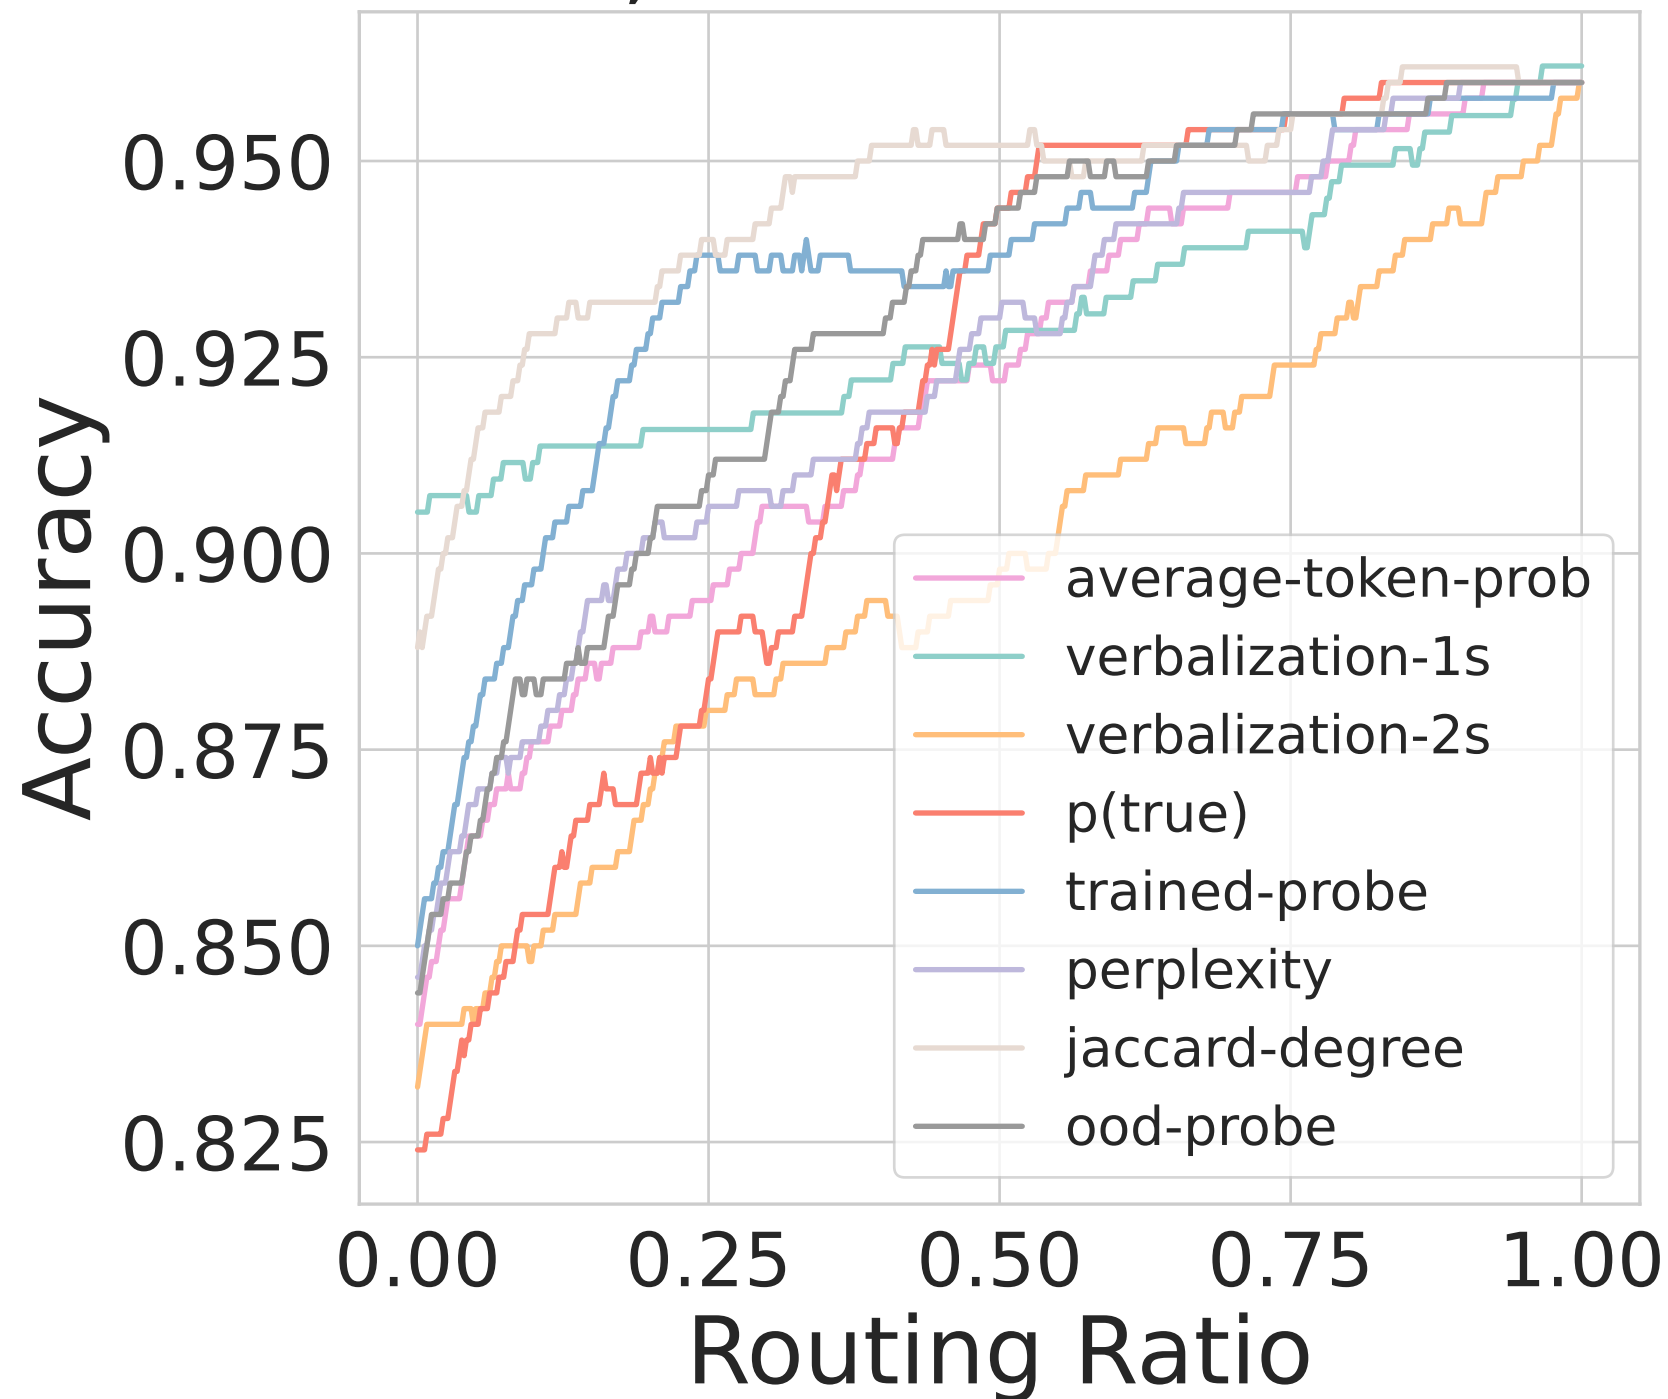 0.950
0.925
0.900
0.875
0.850
0.825
Accuracy
average-token-prob
verbalization-1s
verbalization-2s
p(true)
trained-probe
perplexity
jaccard-degree
ood-probe
0.00 0.25 0.50 0.75 1.00
Routing Ratio